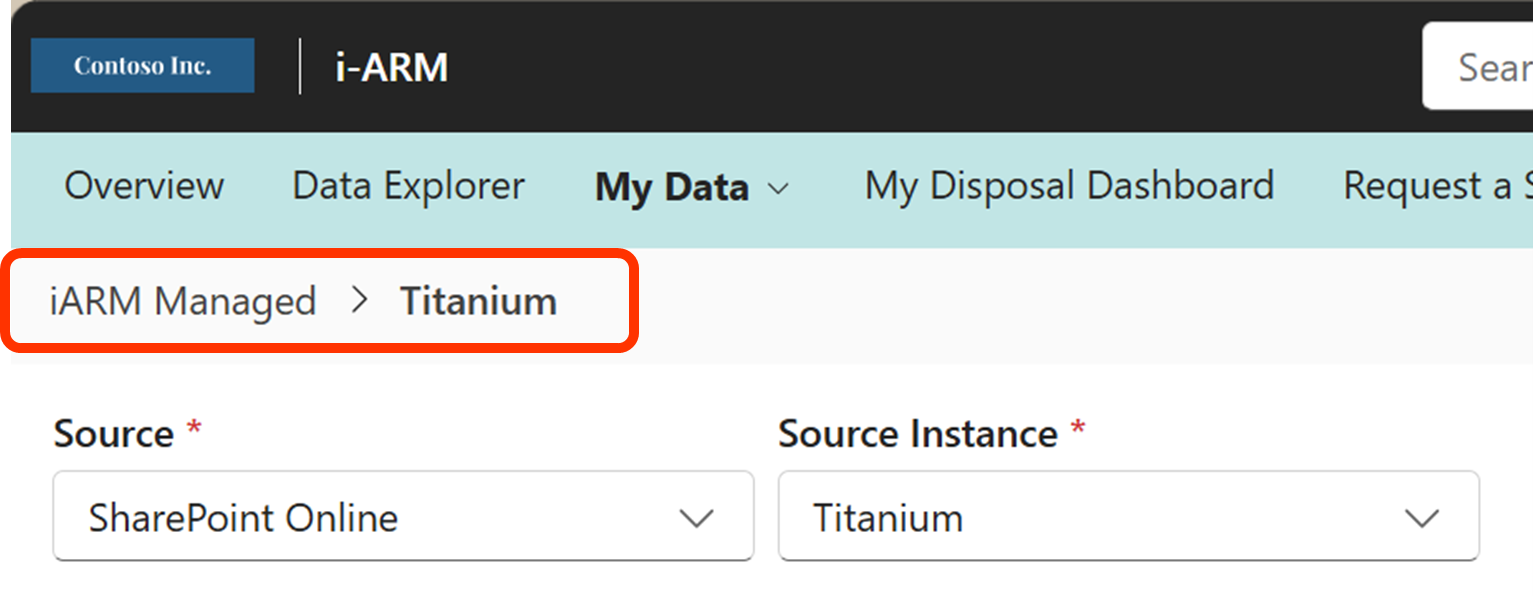 Contoso Inc. i-ARM
Overview Data Explorer My Data My Disposal Dashboard Request a
iARM Managed > Titanium
Source * Source Instance *
SharePoint Online Titanium